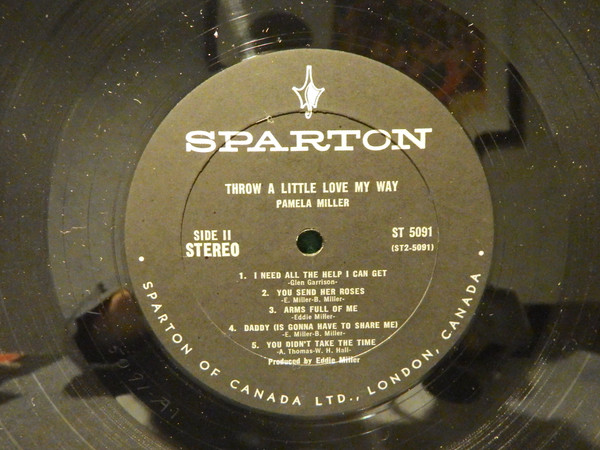 SPARTON
THROW A LITTLE LOVE MY WAY
PAMELA MILLER
SIDE II
STEREO
ST 5091
(ST2-5091)
1. I NEED ALL THE HELP I CAN GET
-Glen Garrison-
2. YOU SEND HER ROSES
-E. Miller-B. Miller-
3. ARMS FULL OF ME
-Eddie Miller-
4. DADDY (IS GONNA HAVE TO SHARE ME)
-E. Miller-B. Miller-
5. YOU DIDN'T TAKE THE TIME
-A. Thomas-W. H. Hall-
Produced by Eddie Miller
• SPARTON OF CANADA LTD., LONDON, CANADA •